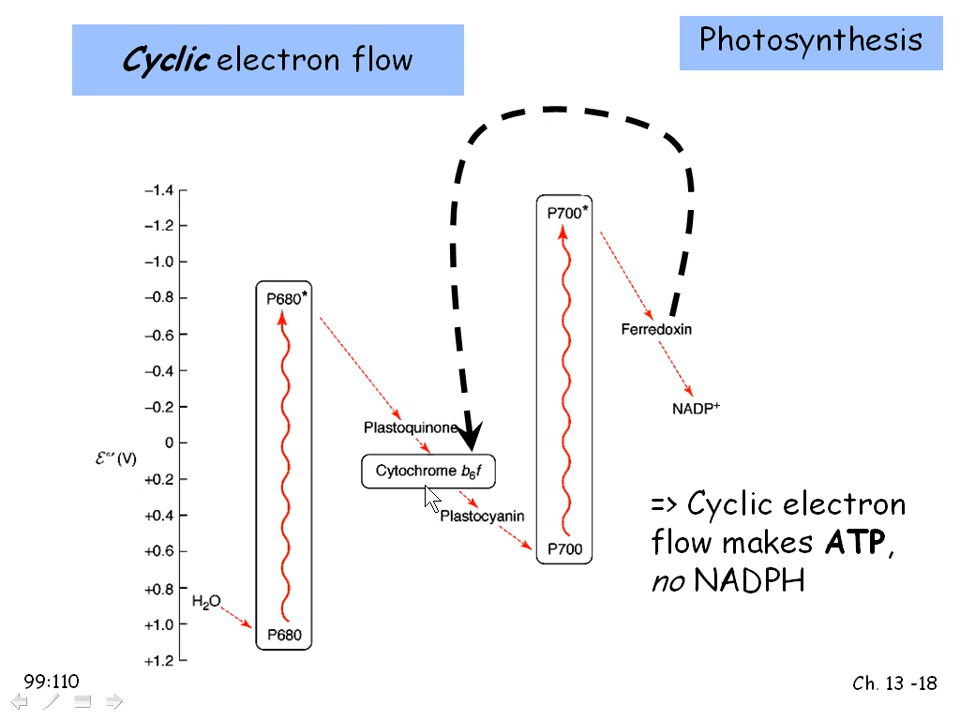 Cyclic electron flow
Photosynthesis
−1.4
−1.2
−1.0
−0.8
−0.6
−0.4
−0.2
0
+0.2
+0.4
+0.6
+0.8
+1.0
+1.2
ℰ°′ (V)
P680*
P680
H₂O
Plastoquinone
Cytochrome b₆f
Plastocyanin
P700*
P700
Ferredoxin
NADP⁺
=> Cyclic electron
flow makes ATP,
no NADPH
99:110
Ch. 13 -18